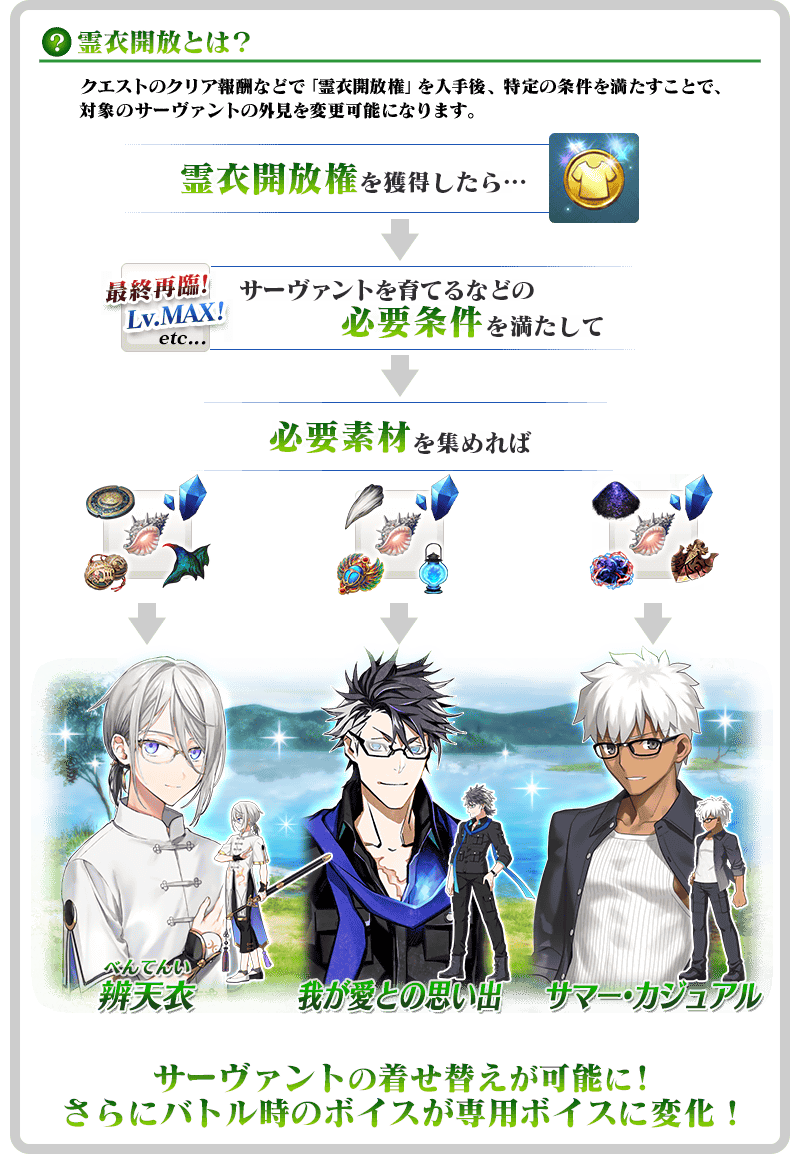 ? 霊衣開放とは？
クエストのクリア報酬などで「霊衣開放権」を入手後、特定の条件を満たすことで、
対象のサーヴァントの外見を変更可能になります。
霊衣開放権を獲得したら…
最終再臨！
Lv.MAX!
etc...
サーヴァントを育てるなどの
必要条件を満たして
必要素材を集めれば
べんてんい
辨天衣
我が愛との思い出
サマー・カジュアル
サーヴァントの着せ替えが可能に！
さらにバトル時のボイスが専用ボイスに変化！